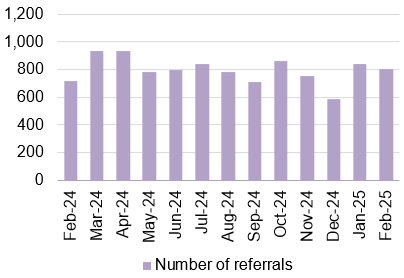 1,200
1,000
800
600
400
200
0
Feb-24
Mar-24
Apr-24
May-24
Jun-24
Jul-24
Aug-24
Sep-24
Oct-24
Nov-24
Dec-24
Jan-25
Feb-25
Number of referrals